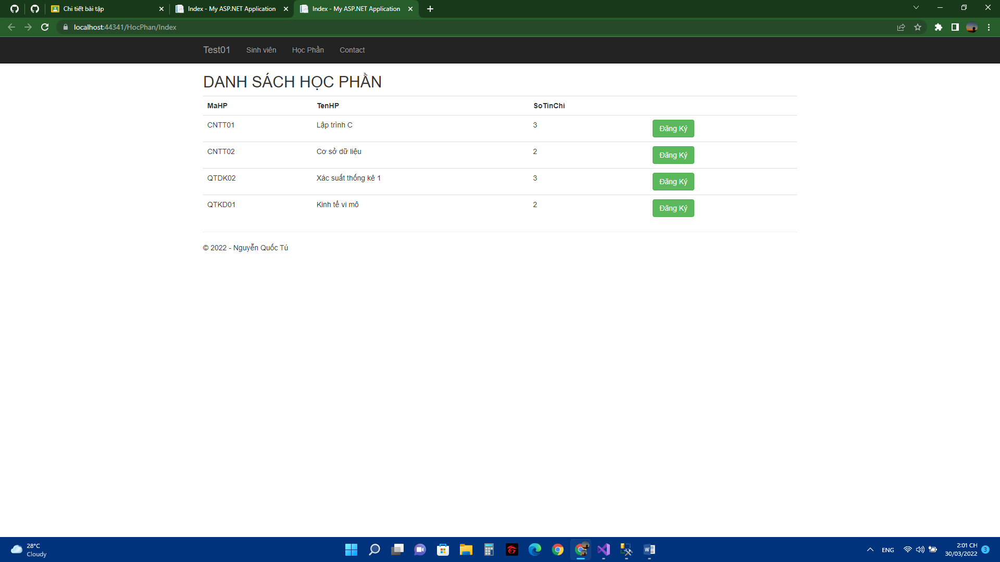 Chi tiết bài tập
Index - My ASP.NET Application
Index - My ASP.NET Application
localhost:44341/HocPhan/Index
Test01 Sinh viên Học Phần Contact
DANH SÁCH HỌC PHẦN
MaHP TenHP SoTinChi
CNTT01 Lập trình C 3 Đăng Ký
CNTT02 Cơ sở dữ liệu 2 Đăng Ký
QTDK02 Xác suất thống kê 1 3 Đăng Ký
QTKD01 Kinh tế vi mô 2 Đăng Ký
© 2022 - Nguyễn Quốc Tú
28°C
Cloudy
W
ENG
2:01 CH
30/03/2022
3